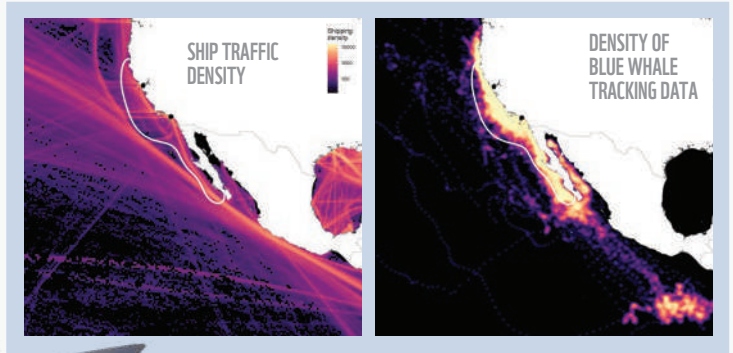 SHIP TRAFFIC
DENSITY
Shipping
density
DENSITY OF
BLUE WHALE
TRACKING DATA